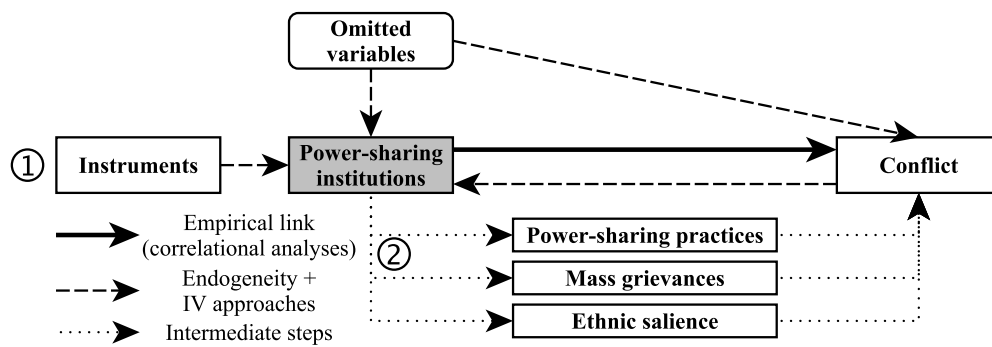 Omitted
variables
①
Instruments
Power-sharing
institutions
Conflict
Empirical link
(correlational analyses)
②
Power-sharing practices
Endogeneity +
IV approaches
Mass grievances
Intermediate steps
Ethnic salience